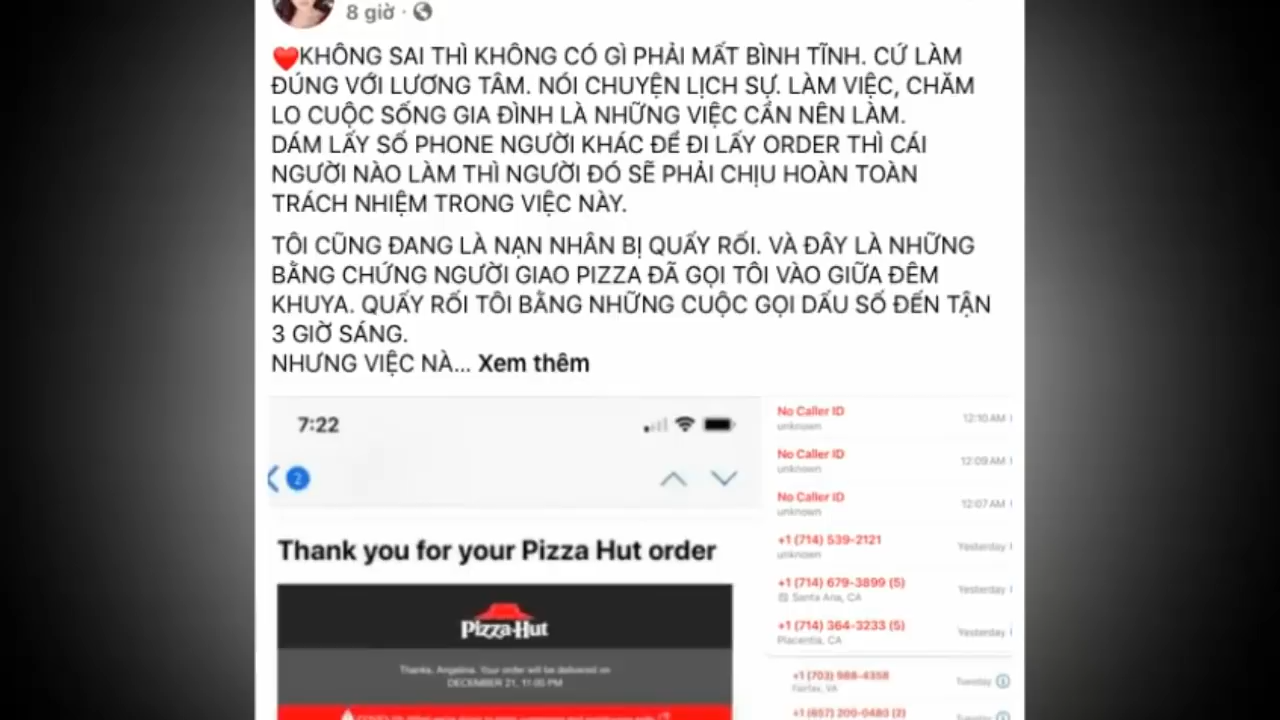 8 giờ ·
❤️KHÔNG SAI THÌ KHÔNG CÓ GÌ PHẢI MẤT BÌNH TĨNH. CỨ LÀM
ĐÚNG VỚI LƯƠNG TÂM. NÓI CHUYỆN LỊCH SỰ. LÀM VIỆC, CHĂM
LO CUỘC SỐNG GIA ĐÌNH LÀ NHỮNG VIỆC CẦN NÊN LÀM.
DÁM LẤY SỐ PHONE NGƯỜI KHÁC ĐỂ ĐI LẤY ORDER THÌ CÁI
NGƯỜI NÀO LÀM THÌ NGƯỜI ĐÓ SẼ PHẢI CHỊU HOÀN TOÀN
TRÁCH NHIỆM TRONG VIỆC NÀY.
TÔI CŨNG ĐANG LÀ NẠN NHÂN BỊ QUẤY RỐI. VÀ ĐÂY LÀ NHỮNG
BẰNG CHỨNG NGƯỜI GIAO PIZZA ĐÃ GỌI TÔI VÀO GIỮA ĐÊM
KHUYA. QUẤY RỐI TÔI BẰNG NHỮNG CUỘC GỌI DẤU SỐ ĐẾN TẬN
3 GIỜ SÁNG.
NHƯNG VIỆC NÀ... Xem thêm
7:22
2
Thank you for your Pizza Hut order
Pizza Hut
Thanks, Angelina. Your order will be delivered on
DECEMBER 21, 11:05 PM
No Caller ID
unknown
12:10 AM
No Caller ID
unknown
12:09 AM
No Caller ID
unknown
12:07 AM
+1 (714) 539-2121
unknown
Yesterday
+1 (714) 679-3899 (5)
Santa Ana, CA
Yesterday
+1 (714) 364-3233 (5)
Placentia, CA
Yesterday
+1 (703) 988-4358
Fairfax, VA
Tuesday
+1 (657) 200-0480 (2)
Tuesday